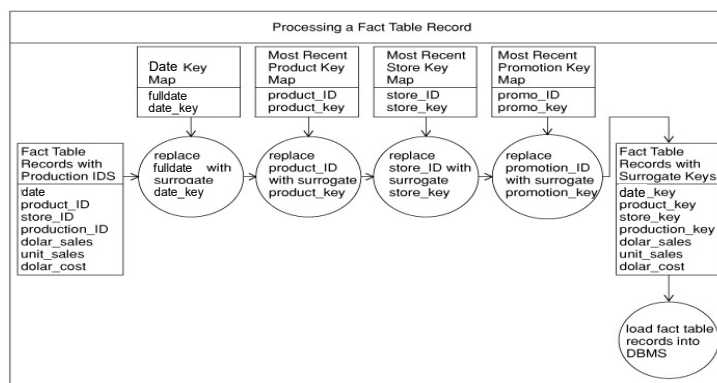 Processing a Fact Table Record
Date Key
Map
fulldate
date_key
Most Recent
Product Key
Map
product_ID
product_key
Most Recent
Store Key
Map
store_ID
store_key
Most Recent
Promotion Key
Map
promo_ID
promo_key
Fact Table
Records with
Production IDS
date
product_ID
store_ID
production_ID
dolar_sales
unit_sales
dolar_cost
replace
fulldate with
surrogate
date_key
replace
product_ID
with surrogate
product_key
replace
store_ID with
surrogate
store_key
replace
promotion_ID
with surrogate
promotion_key
Fact Table
Records with
Surrogate Keys
date_key
product_key
store_key
production_key
dolar_sales
unit_sales
dolar_cost
load fact table
records into
DBMS